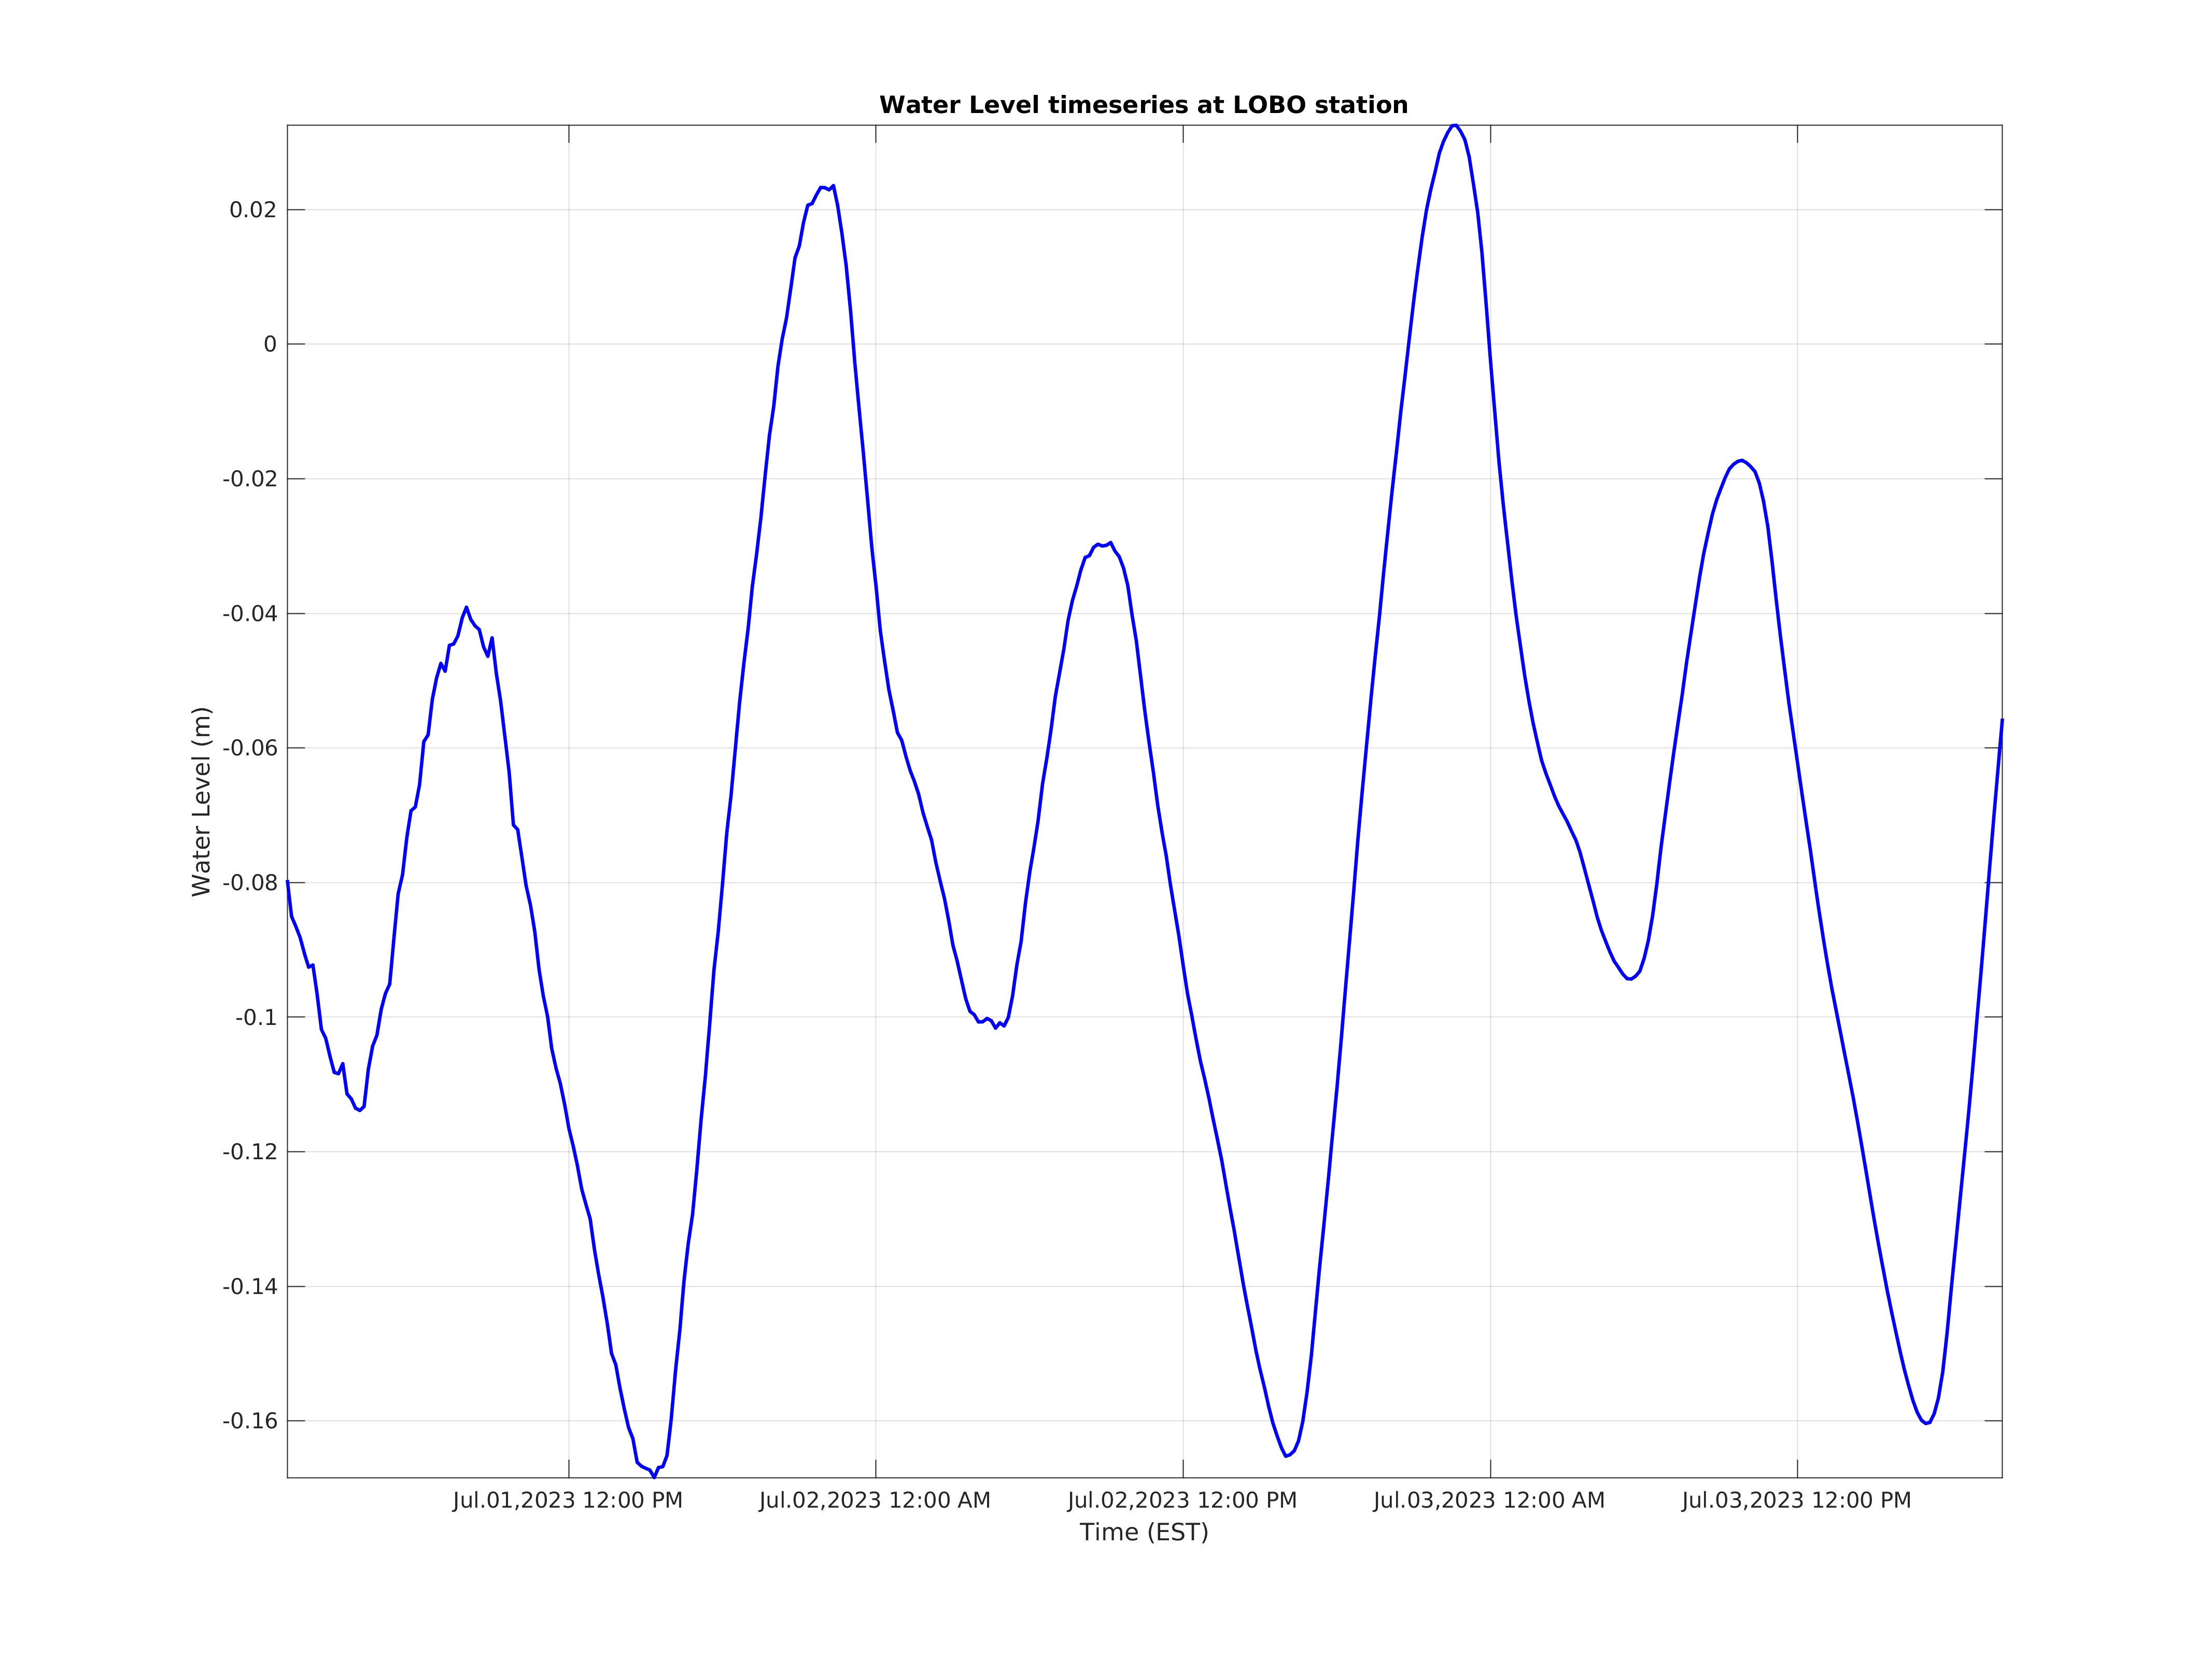 Water Level timeseries at LOBO station
0.02
0
-0.02
-0.04
-0.06
-0.08
-0.1
-0.12
-0.14
-0.16
Water Level (m)
Jul.01,2023 12:00 PM
Jul.02,2023 12:00 AM
Jul.02,2023 12:00 PM
Jul.03,2023 12:00 AM
Jul.03,2023 12:00 PM
Time (EST)